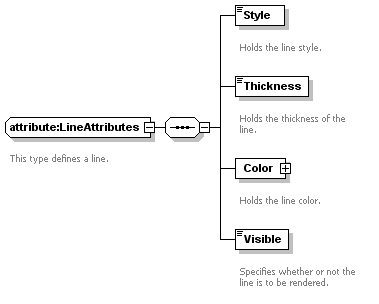 Style
Holds the line style.
Thickness
Holds the thickness of the
line.
attribute:LineAttributes
This type defines a line.
Color
Holds the line color.
Visible
Specifies whether or not the
line is to be rendered.